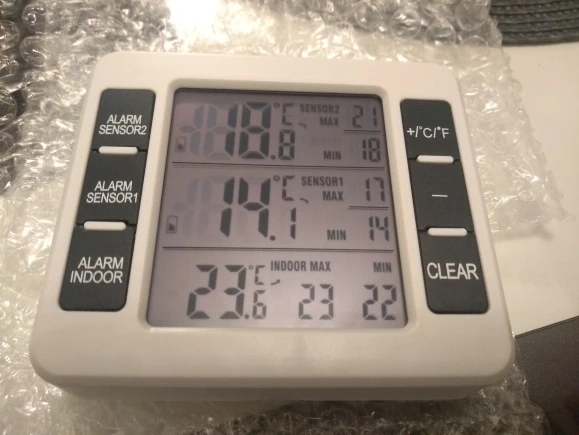 ALARM
SENSOR2
ALARM
SENSOR1
ALARM
INDOOR
18.8 °C SENSOR2
MAX 21
MIN 18
14.1 °C SENSOR1
MAX 17
MIN 14
23.6 °C INDOOR MAX 23
MIN 22
+/°C/°F
—
CLEAR